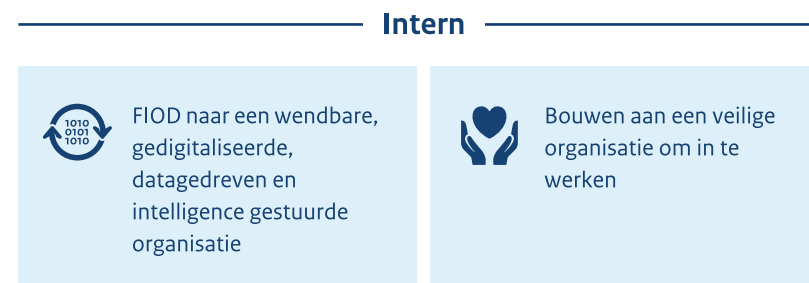 Intern
1010
0101
1010
FIOD naar een wendbare,
gedigitaliseerde,
datagedreven en
intelligence gestuurde
organisatie
Bouwen aan een veilige
organisatie om in te
werken